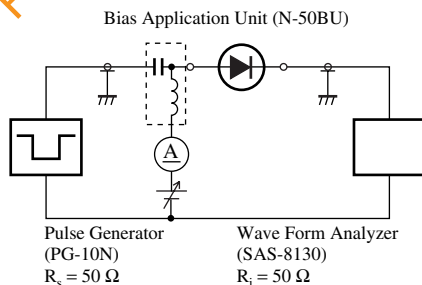 Bias Application Unit (N-50BU)
A
Pulse Generator
(PG-10N)
Rs = 50 Ω
Wave Form Analyzer
(SAS-8130)
Ri = 50 Ω